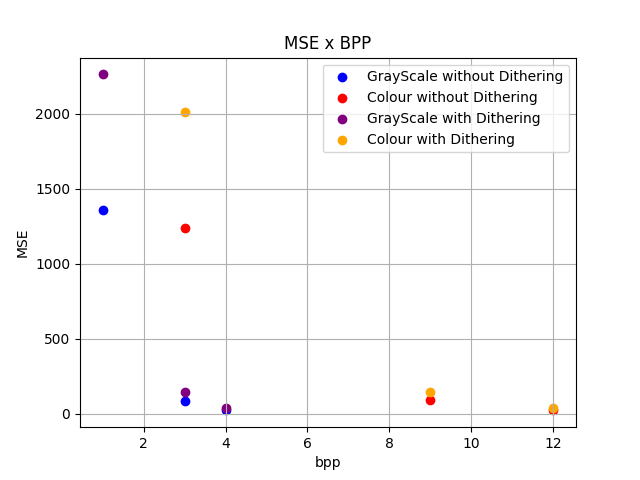 MSE x BPP
GrayScale without Dithering
Colour without Dithering
GrayScale with Dithering
Colour with Dithering
MSE
2000
1500
1000
500
0
2
4
6
8
10
12
bpp